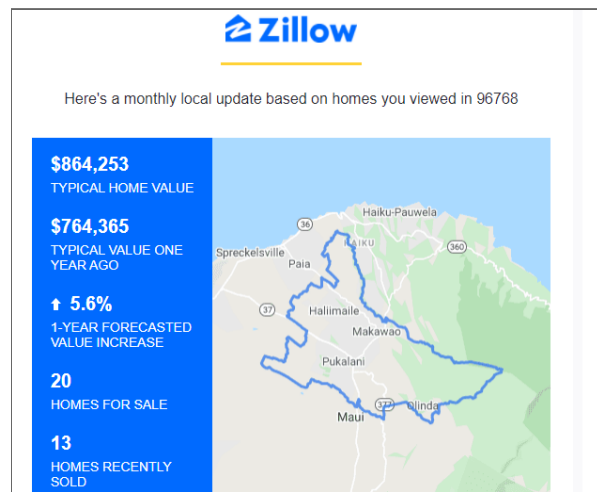 Zillow
Here's a monthly local update based on homes you viewed in 96768
$864,253
TYPICAL HOME VALUE
$764,365
TYPICAL VALUE ONE
YEAR AGO
5.6%
1-YEAR FORECASTED
VALUE INCREASE
20
HOMES FOR SALE
13
HOMES RECENTLY
SOLD
Haiku-Pauwela
36
HAIKU
360
Spreckelsville
Paia
37
Haliimaile
Makawao
Pukalani
377
Olinda
Maui